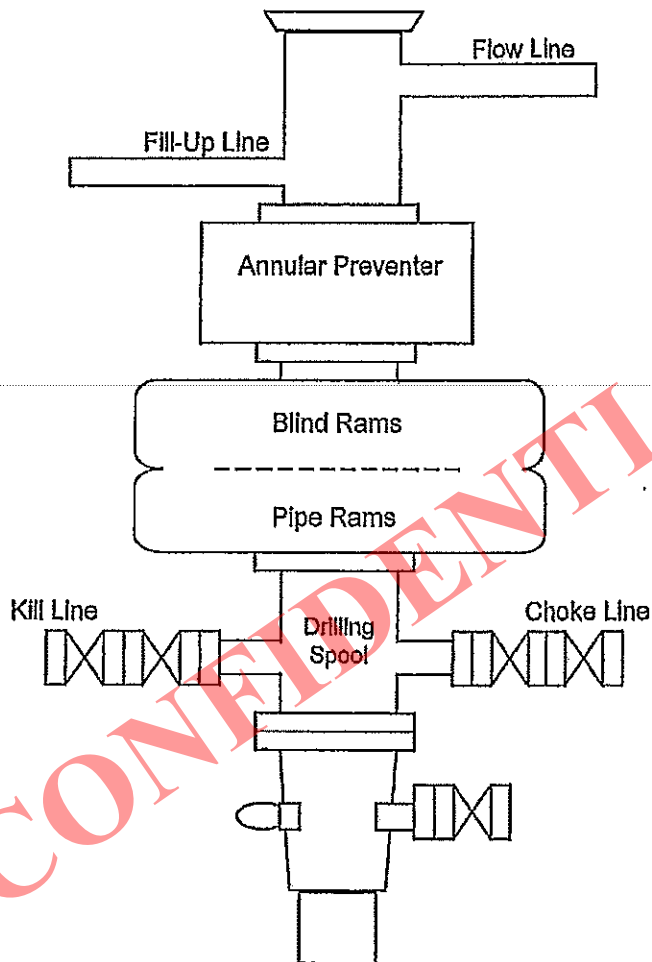 Flow Line
Fill-Up Line
Annular Preventer
Blind Rams
Pipe Rams
Kill Line
Drilling
Spool
Choke Line
CONFIDENTI